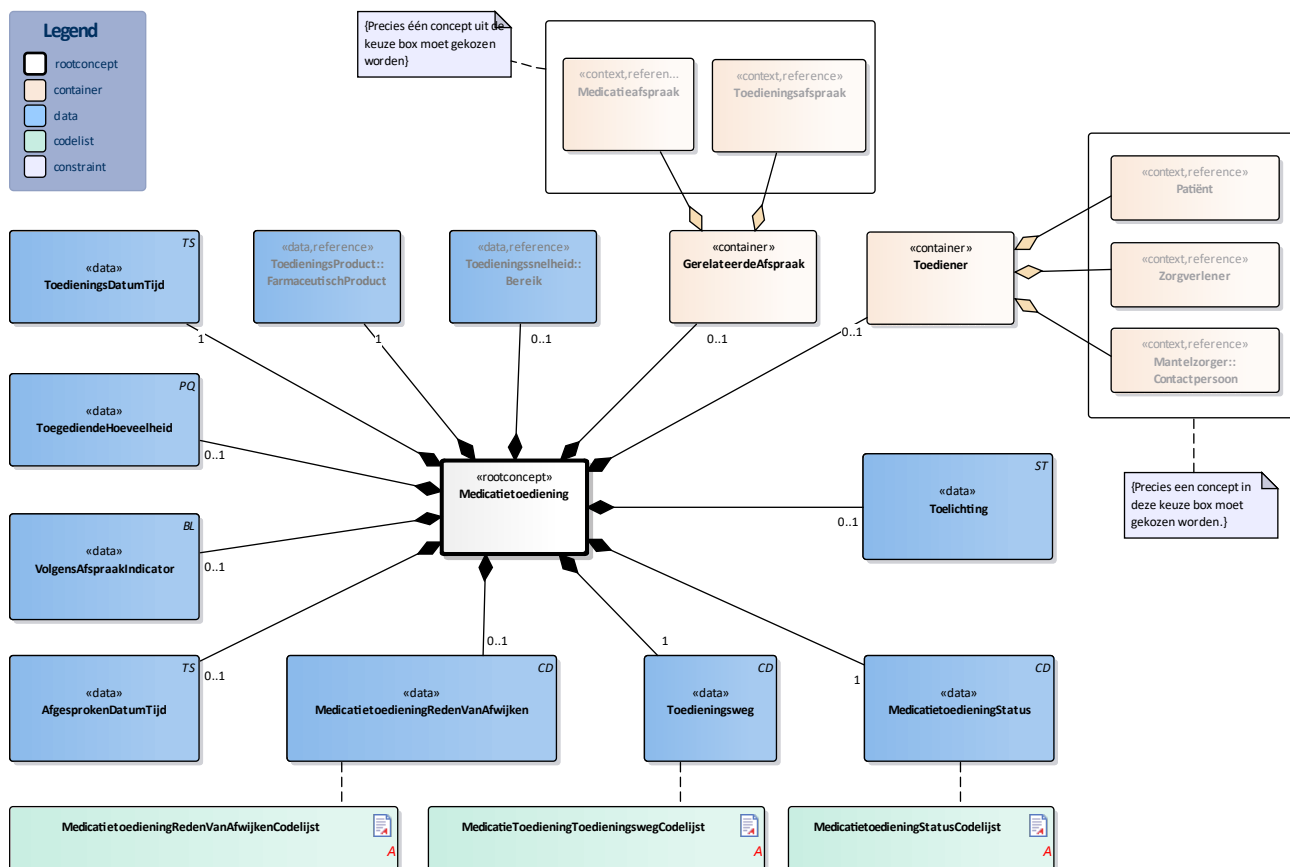 Legend
rootconcept
container
data
codelist
constraint
{Precies één concept uit de
keuze box moet gekozen
worden}
«context,referen...
Medicatieafspraak
«context,reference»
Toedieningsafspraak
«context,reference»
Patiënt
«context,reference»
Zorgverlener
«context,reference»
Mantelzorger::
Contactpersoon
TS
«data»
ToedieningsDatumTijd
1
«data,reference»
ToedieningsProduct::
FarmaceutischProduct
1
«data,reference»
Toedieningssnelheid::
Bereik
0..1
«container»
GerelateerdeAfspraak
0..1
«container»
Toediener
0..1
PQ
«data»
ToegediendeHoeveelheid
0..1
«rootconcept»
Medicatietoediening
ST
«data»
Toelichting
0..1
{Precies een concept in
deze keuze box moet
gekozen worden.}
BL
«data»
VolgensAfspraakIndicator
0..1
TS
«data»
AfgesprokenDatumTijd
0..1
0..1
CD
«data»
MedicatietoedieningRedenVanAfwijken
1
CD
«data»
Toedieningsweg
1
CD
«data»
MedicatietoedieningStatus
MedicatietoedieningRedenVanAfwijkenCodelijst
A
MedicatieToedieningToedieningswegCodelijst
A
MedicatietoedieningStatusCodelijst
A